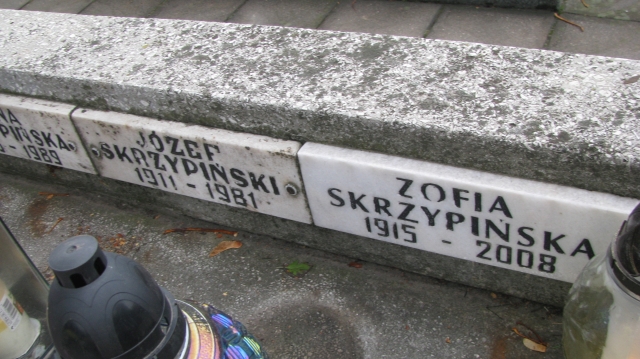 JÓZEF
SKRZYPIŃSKI
1911 - 1981
ZOFIA
SKRZYPIŃSKA
1915 - 2008